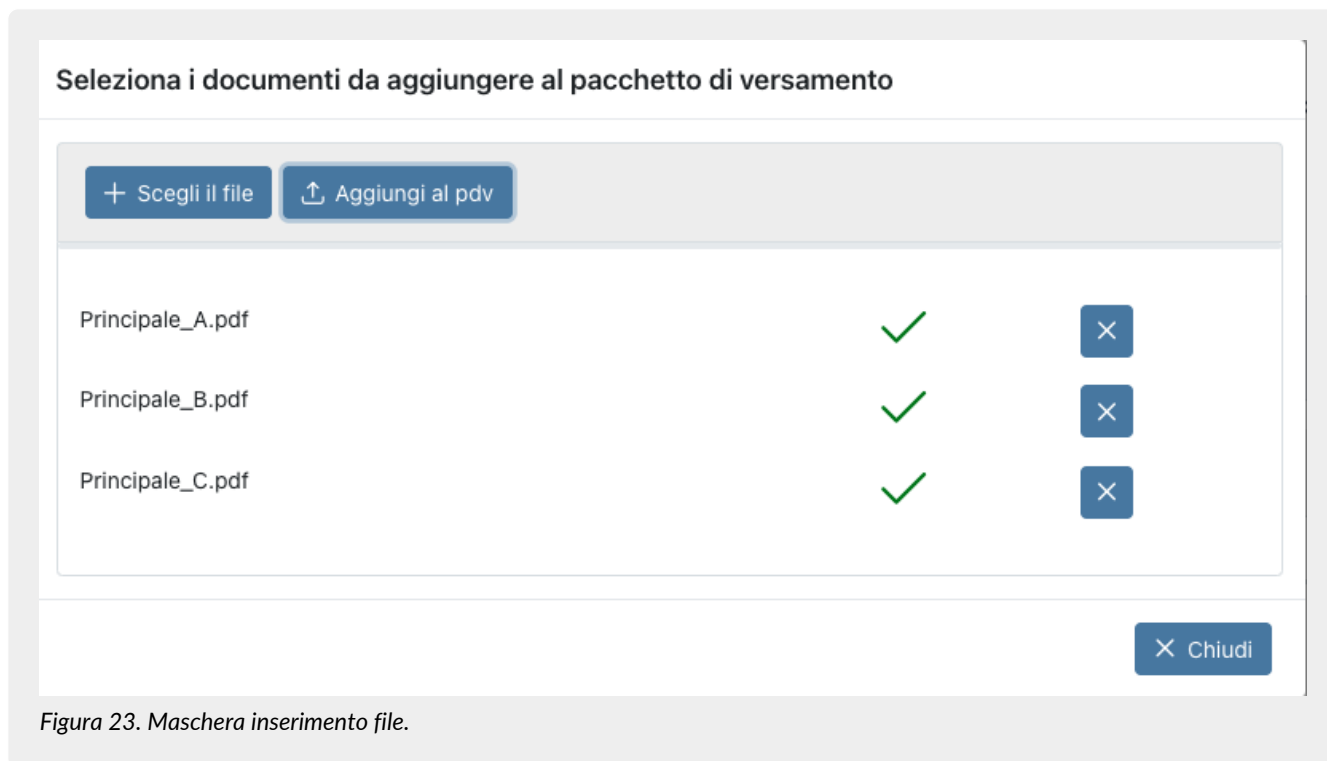 Seleziona i documenti da aggiungere al pacchetto di versamento
Scegli il file Aggiungi al pdv
Principale_A.pdf
Principale_B.pdf
Principale_C.pdf
Chiudi
Figura 23. Maschera inserimento file.